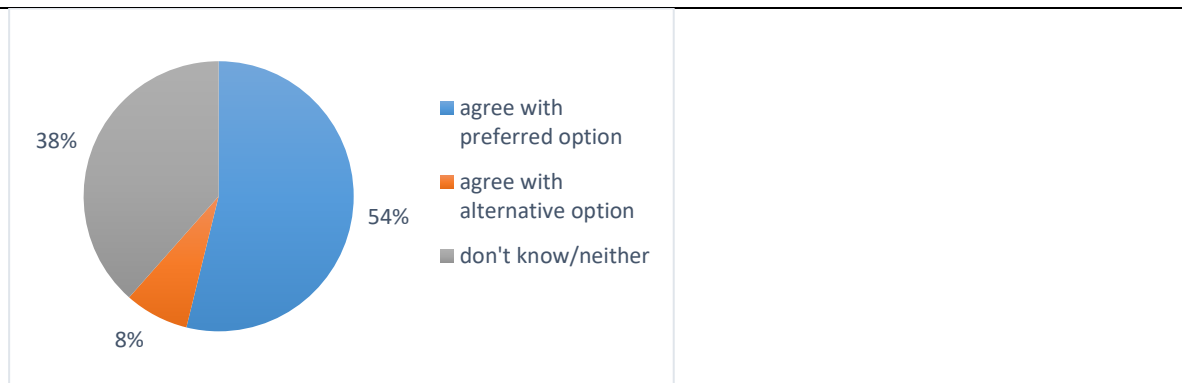 38%
54%
8%
agree with
preferred option
agree with
alternative option
don't know/neither